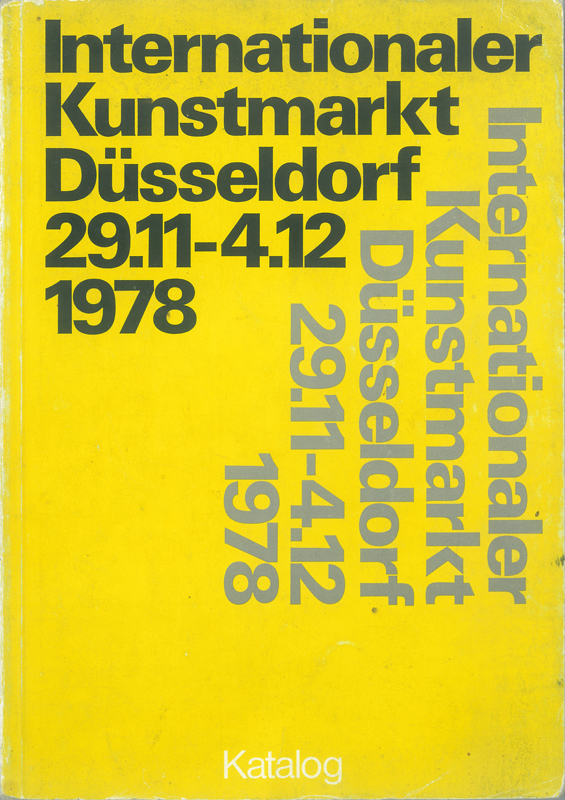 Internationaler
Kunstmarkt
Düsseldorf
29.11-4.12
1978
Internationaler
Kunstmarkt
Düsseldorf
29.11-4.12
1978
Katalog